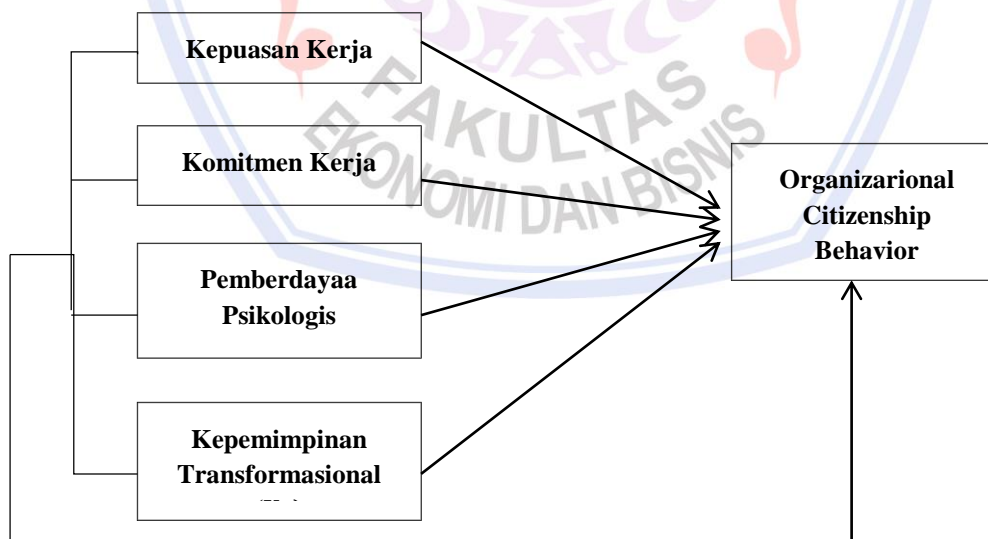 Kepuasan Kerja
Komitmen Kerja
Pemberdayaa
Psikologis
Kepemimpinan
Transformasional
Organizarional
Citizenship
Behavior
FAKULTAS
EKONOMI DAN BISNIS